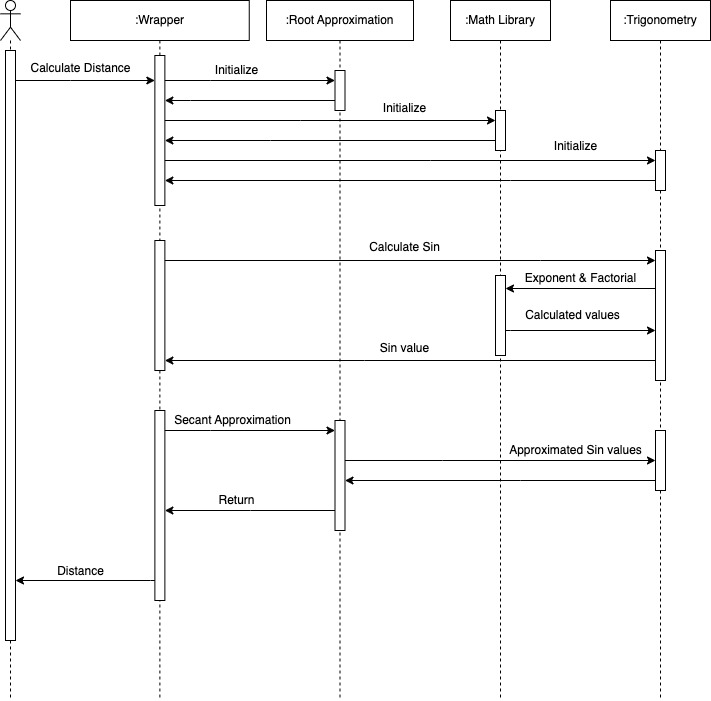 :Wrapper
:Root Approximation
:Math Library
:Trigonometry
Calculate Distance
Initialize
Initialize
Initialize
Calculate Sin
Exponent & Factorial
Calculated values
Sin value
Secant Approximation
Approximated Sin values
Return
Distance